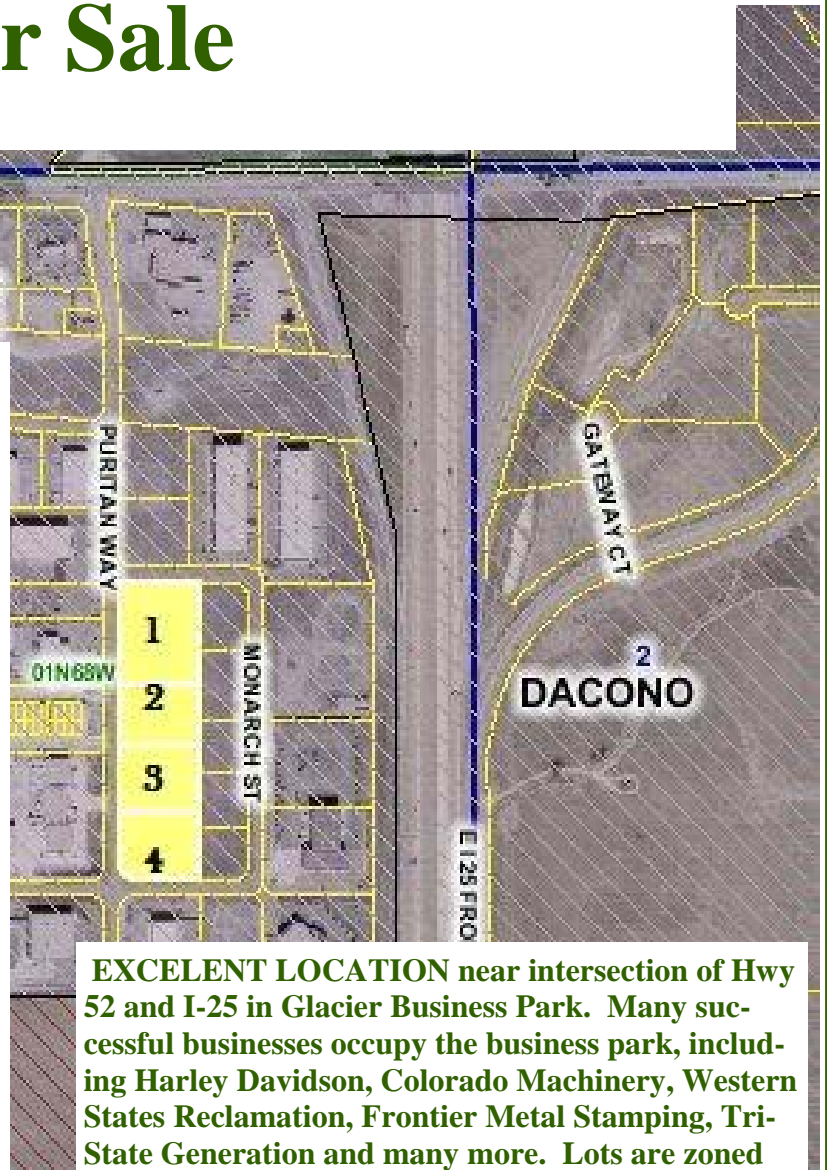 r Sale
PURITAN WAY
GATEWAY CT
1
01N68W
2
MONARCH ST
2
DACONO
3
4
E I 25 FRO
EXCELENT LOCATION near intersection of Hwy
52 and I-25 in Glacier Business Park.  Many suc-
cessful businesses occupy the business park, includ-
ing Harley Davidson, Colorado Machinery, Western
States Reclamation, Frontier Metal Stamping, Tri-
State Generation and many more.  Lots are zoned